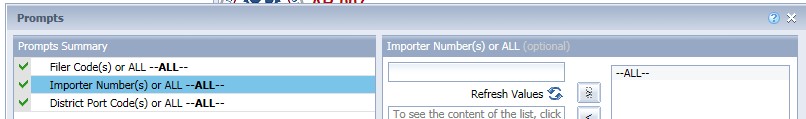 Prompts
Prompts Summary
Filer Code(s) or ALL --ALL--
Importer Number(s) or ALL --ALL--
District Port Code(s) or ALL --ALL--
Importer Number(s) or ALL (optional)
Refresh Values
To see the content of the list, click
--ALL--